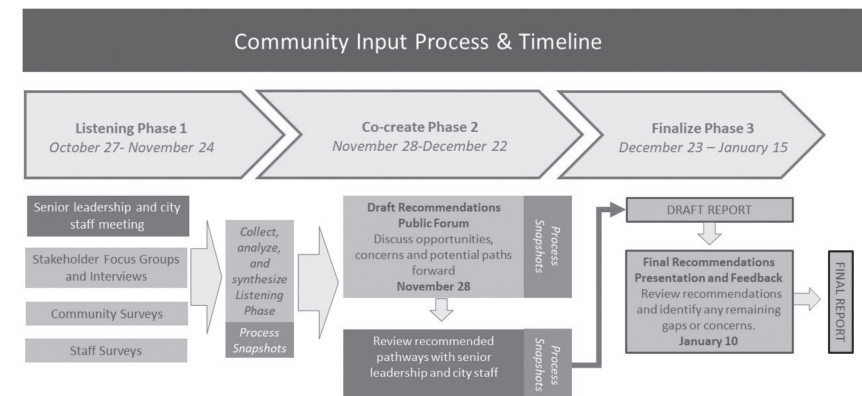 Community Input Process & Timeline
Listening Phase 1
October 27- November 24
Co-create Phase 2
November 28-December 22
Finalize Phase 3
December 23 – January 15
Senior leadership and city
staff meeting
Stakeholder Focus Groups
and Interviews
Community Surveys
Staff Surveys
Collect,
analyze,
and
synthesize
Listening
Phase
Process
Snapshots
Draft Recommendations
Public Forum
Discuss opportunities,
concerns and potential paths
forward
November 28
Process
Snapshots
Review recommended
pathways with senior
leadership and city staff
Process
Snapshots
DRAFT REPORT
Final Recommendations
Presentation and Feedback
Review recommendations
and identify any remaining
gaps or concerns.
January 10
FINAL REPORT